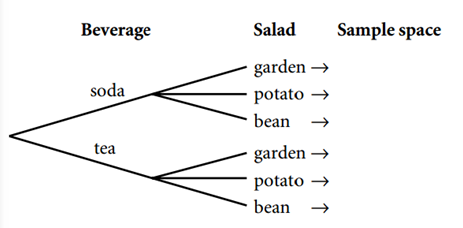 Beverage Salad Sample space
garden →
soda
potato →
bean →
garden →
tea
potato →
bean →